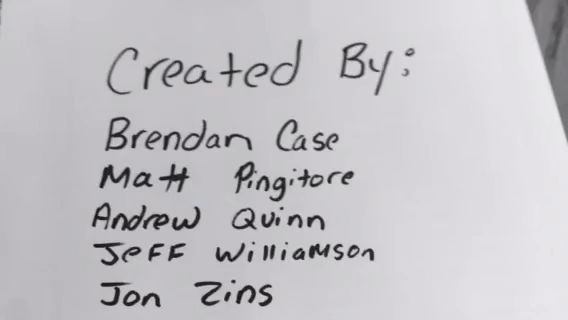 Created By:
Brendan Case
Matt Pingitore
Andrew Quinn
Jeff Williamson
Jon Zins